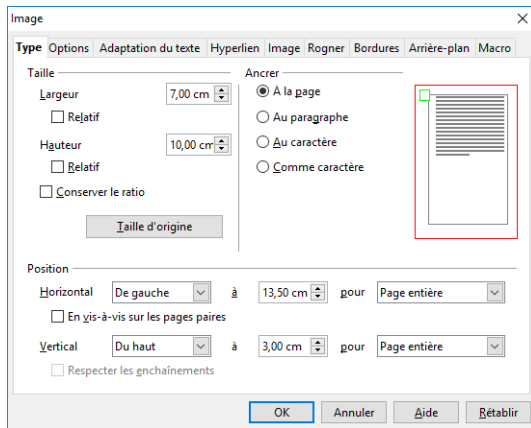 Image
Type Options Adaptation du texte Hyperlien Image Rogner Bordures Arrière-plan Macro
Taille Ancrer
Largeur 7,00 cm À la page
Relatif Au paragraphe
Hauteur 10,00 cm Au caractère
Relatif Comme caractère
Conserver le ratio
Taille d'origine
Position
Horizontal De gauche à 13,50 cm pour Page entière
En vis-à-vis sur les pages paires
Vertical Du haut à 3,00 cm pour Page entière
Respecter les enchaînements
OK Annuler Aide Rétablir